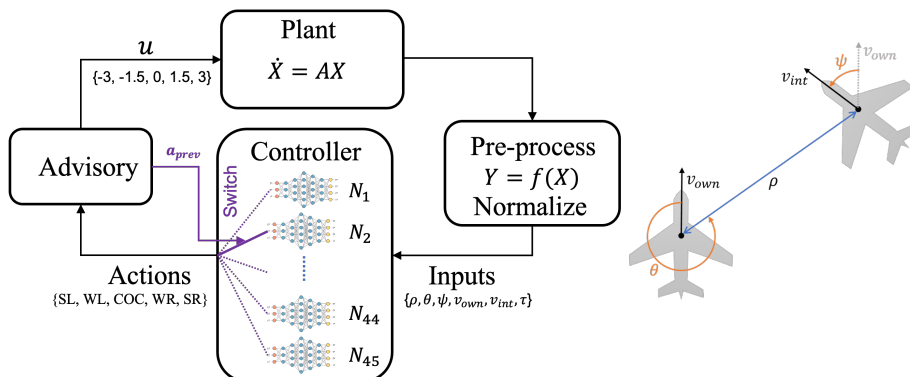 u
{-3, -1.5, 0, 1.5, 3}
Plant
Ẋ = AX
Advisory
a_prev
Switch
Controller
N_1
N_2
N_44
N_45
Pre-process
Y = f(X)
Normalize
Actions
{SL, WL, COC, WR, SR}
Inputs
{ρ, θ, ψ, v_own, v_int, τ}
ψ
v_own
v_int
ρ
v_own
θ